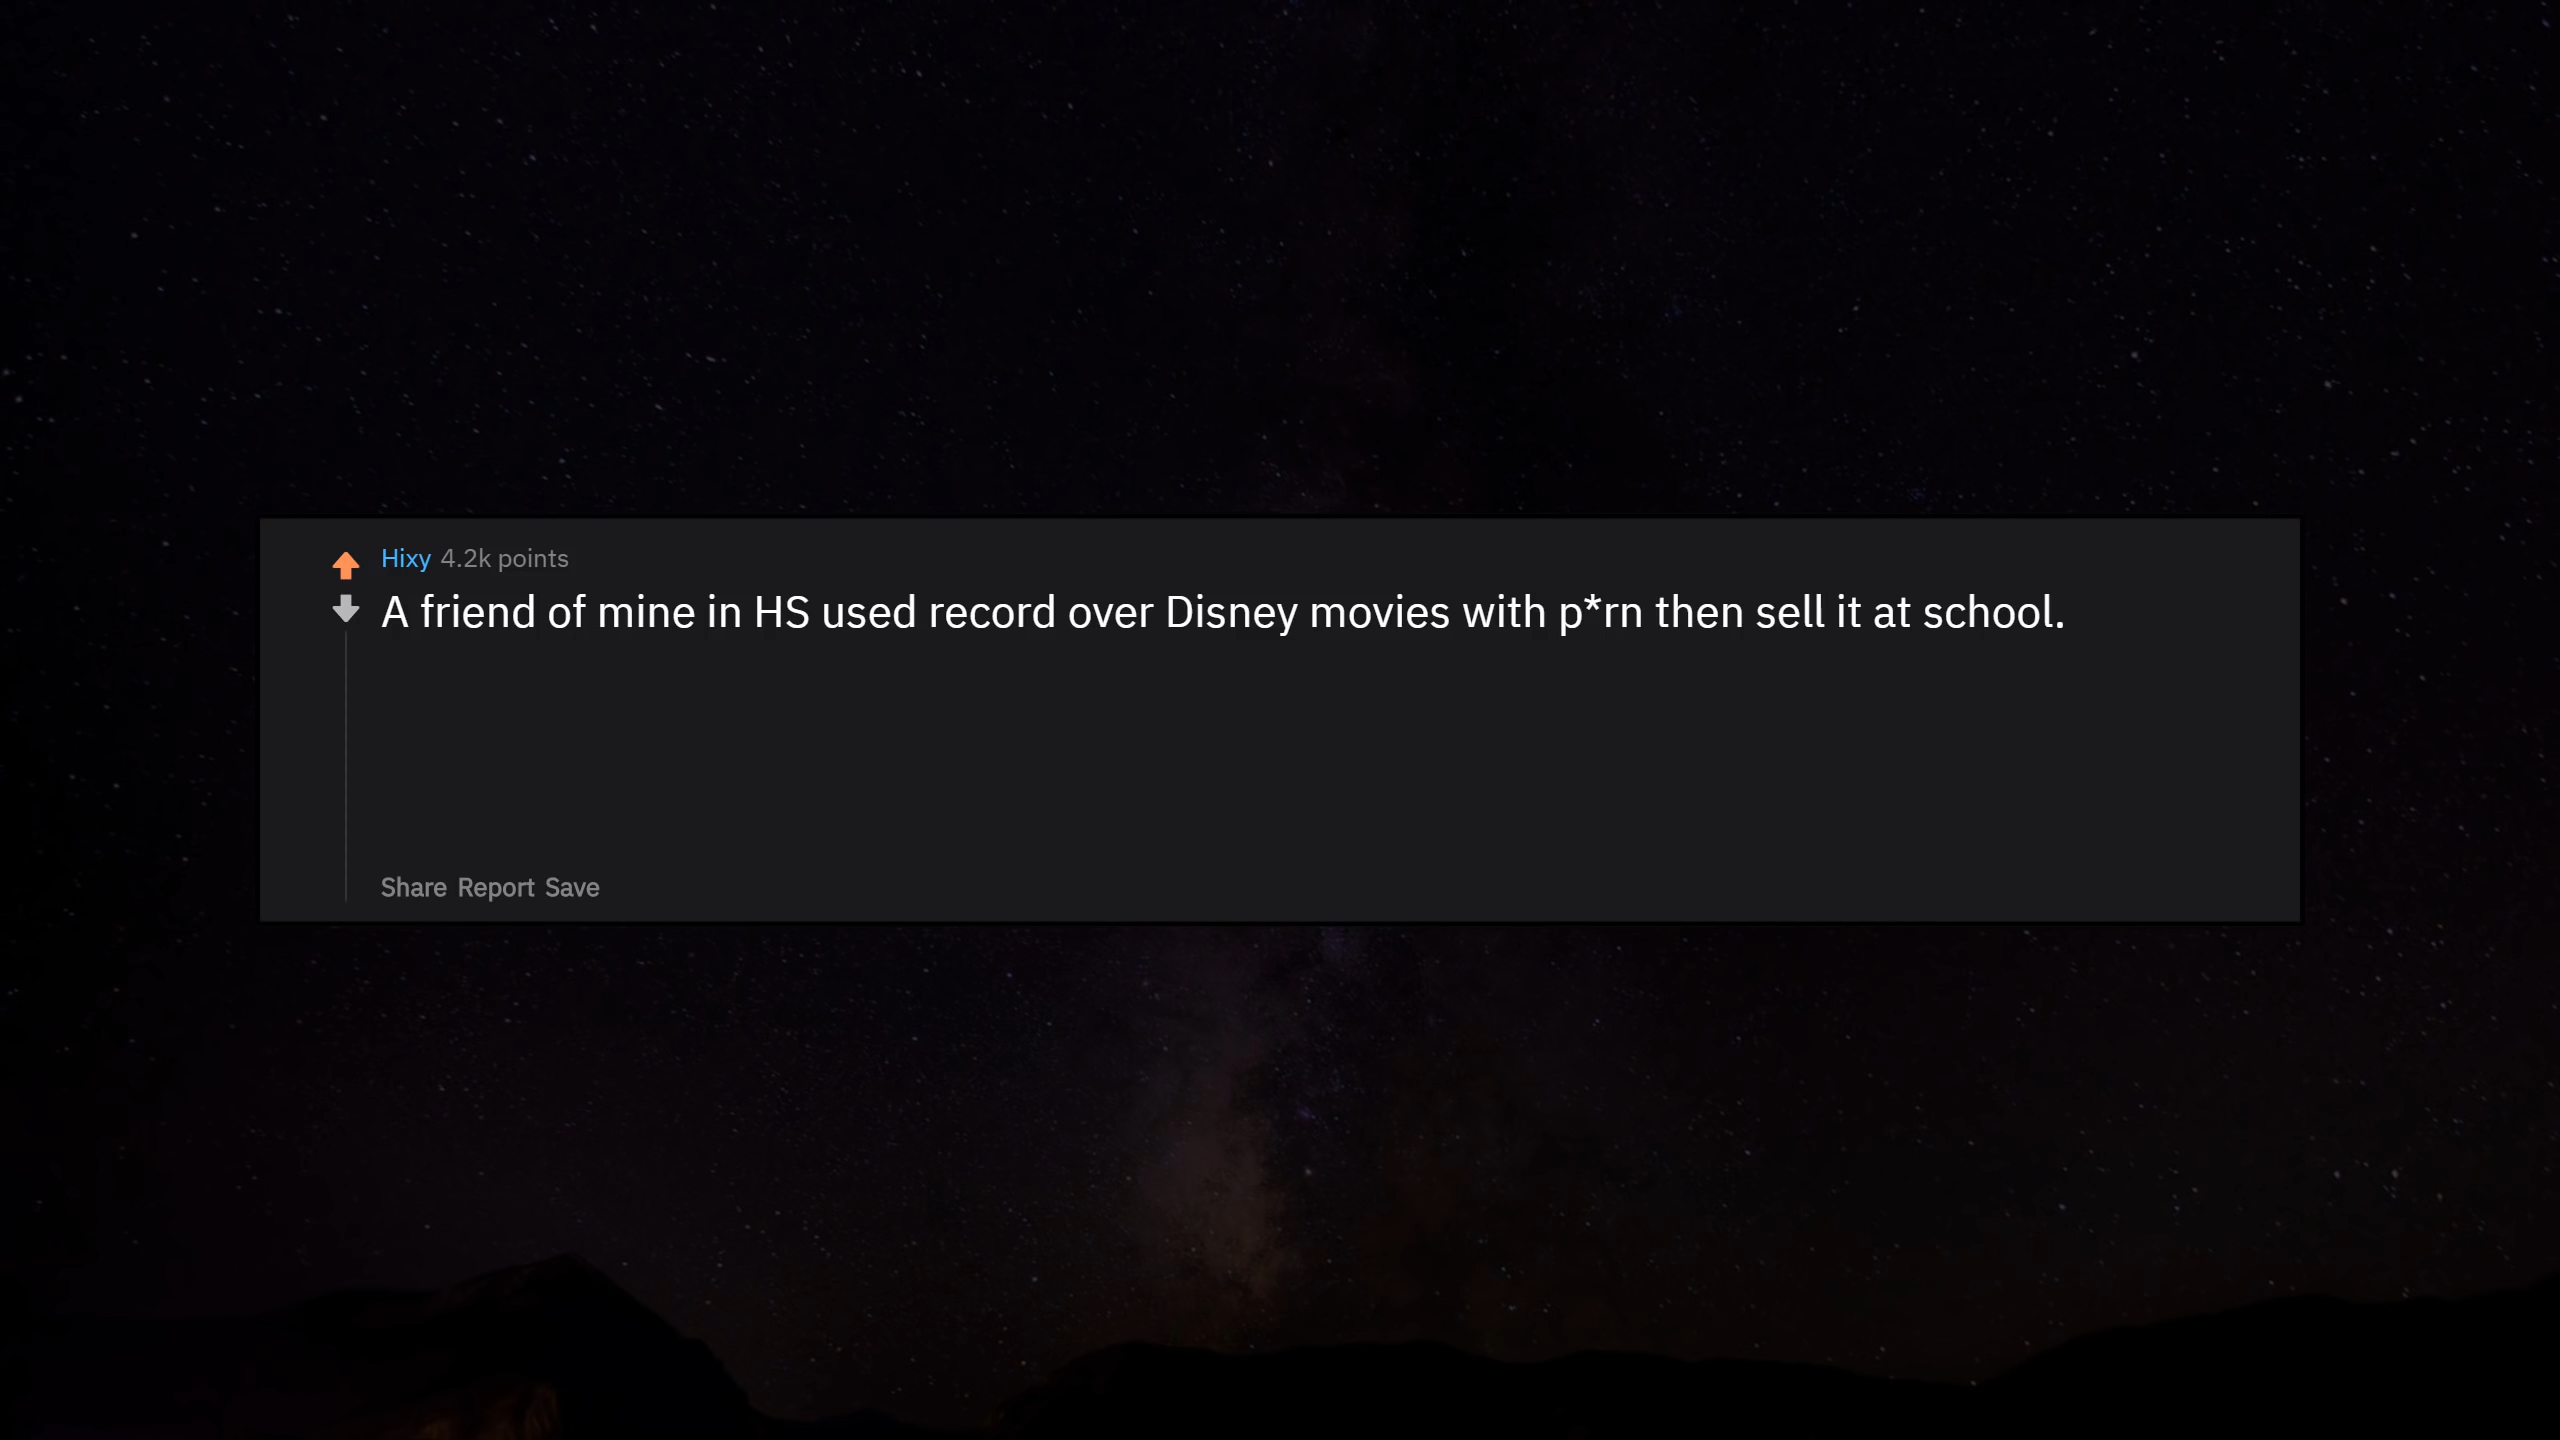 Hixy 4.2k points
A friend of mine in HS used record over Disney movies with p*rn then sell it at school.
Share Report Save